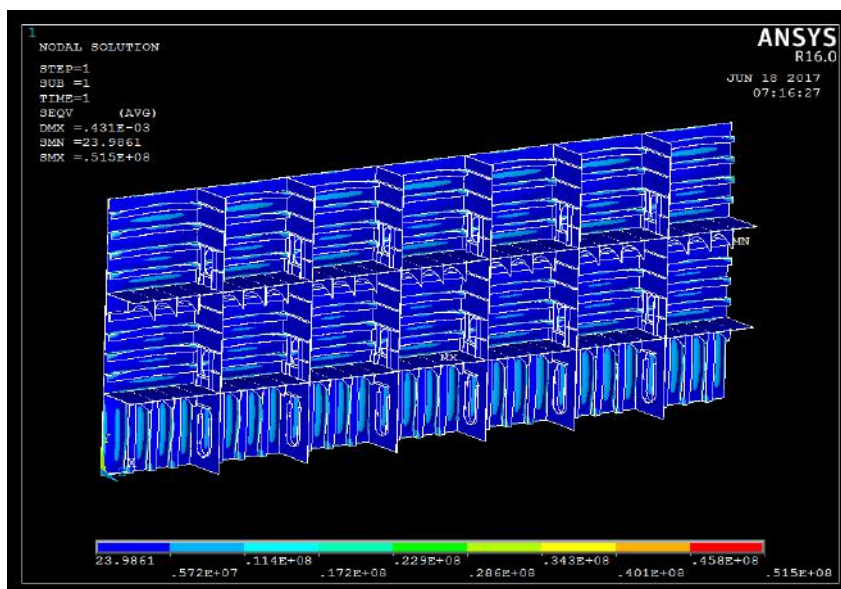 1
NODAL SOLUTION
STEP=1
SUB =1
TIME=1
SEQV (AVG)
DMX =.431E-03
SMN =23.9861
SMX =.515E+08
ANSYS
R16.0
JUN 18 2017
07:16:27
MN
MX
Y
X
23.9861 .114E+08 .229E+08 .343E+08 .458E+08
.572E+07 .172E+08 .286E+08 .401E+08 .515E+08